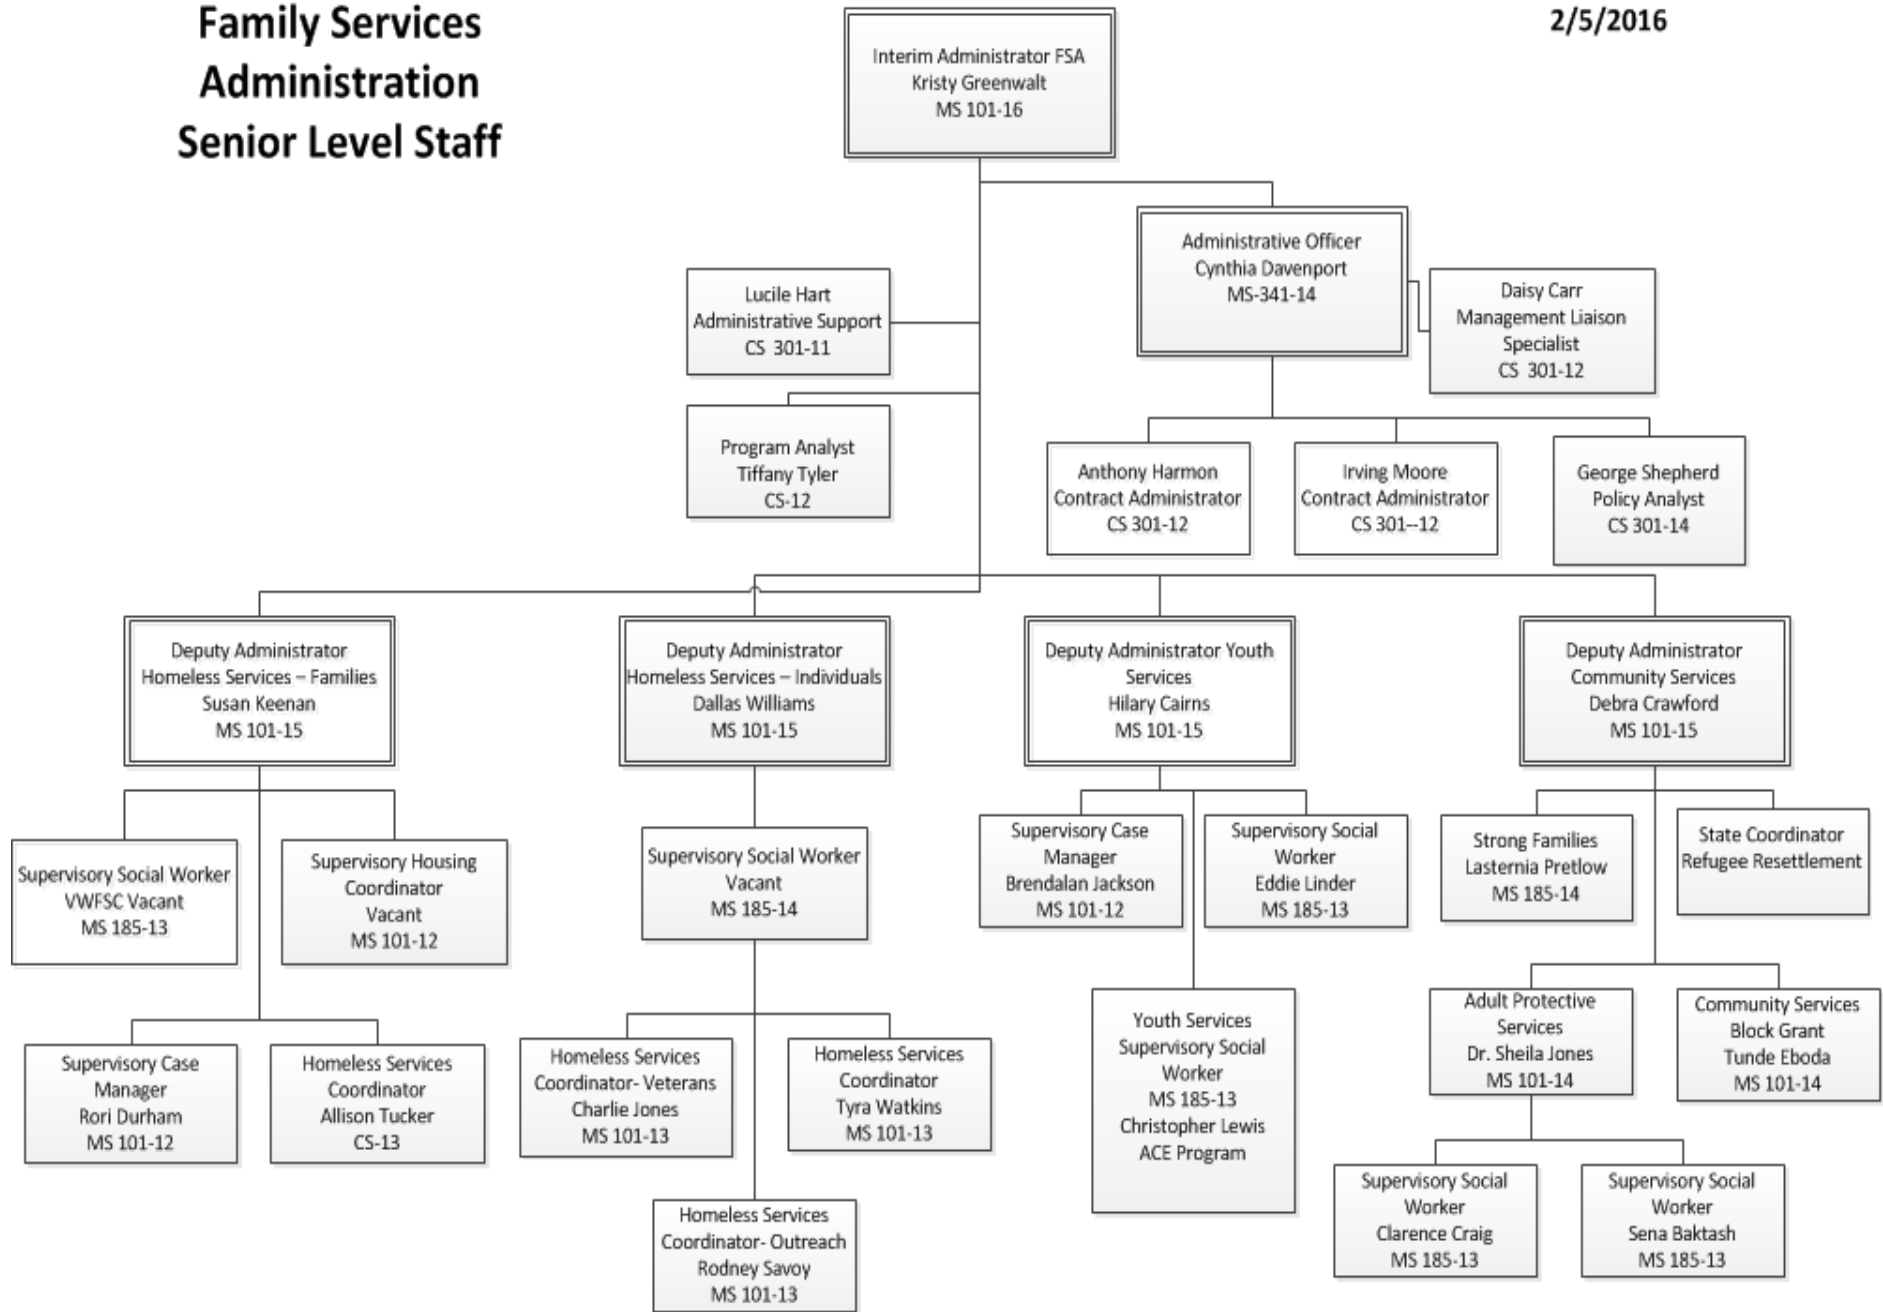 Family Services
Administration
Senior Level Staff
2/5/2016
Interim Administrator FSA
Kristy Greenwalt
MS 101-16
Administrative Officer
Cynthia Davenport
MS-341-14
Lucile Hart
Administrative Support
CS 301-11
Daisy Carr
Management Liaison
Specialist
CS 301-12
Program Analyst
Tiffany Tyler
CS-12
Anthony Harmon
Contract Administrator
CS 301-12
Irving Moore
Contract Administrator
CS 301--12
George Shepherd
Policy Analyst
CS 301-14
Deputy Administrator
Homeless Services – Families
Susan Keenan
MS 101-15
Deputy Administrator
Homeless Services – Individuals
Dallas Williams
MS 101-15
Deputy Administrator Youth
Services
Hilary Cairns
MS 101-15
Deputy Administrator
Community Services
Debra Crawford
MS 101-15
Supervisory Social Worker
VWFSC Vacant
MS 185-13
Supervisory Housing
Coordinator
Vacant
MS 101-12
Supervisory Social Worker
Vacant
MS 185-14
Supervisory Case
Manager
Brendalan Jackson
MS 101-12
Supervisory Social
Worker
Eddie Linder
MS 185-13
Strong Families
Lasternia Pretlow
MS 185-14
State Coordinator
Refugee Resettlement
Supervisory Case
Manager
Rori Durham
MS 101-12
Homeless Services
Coordinator
Allison Tucker
CS-13
Homeless Services
Coordinator- Veterans
Charlie Jones
MS 101-13
Homeless Services
Coordinator
Tyra Watkins
MS 101-13
Youth Services
Supervisory Social
Worker
MS 185-13
Christopher Lewis
ACE Program
Adult Protective
Services
Dr. Sheila Jones
MS 101-14
Community Services
Block Grant
Tunde Eboda
MS 101-14
Homeless Services
Coordinator- Outreach
Rodney Savoy
MS 101-13
Supervisory Social
Worker
Clarence Craig
MS 185-13
Supervisory Social
Worker
Sena Baktash
MS 185-13